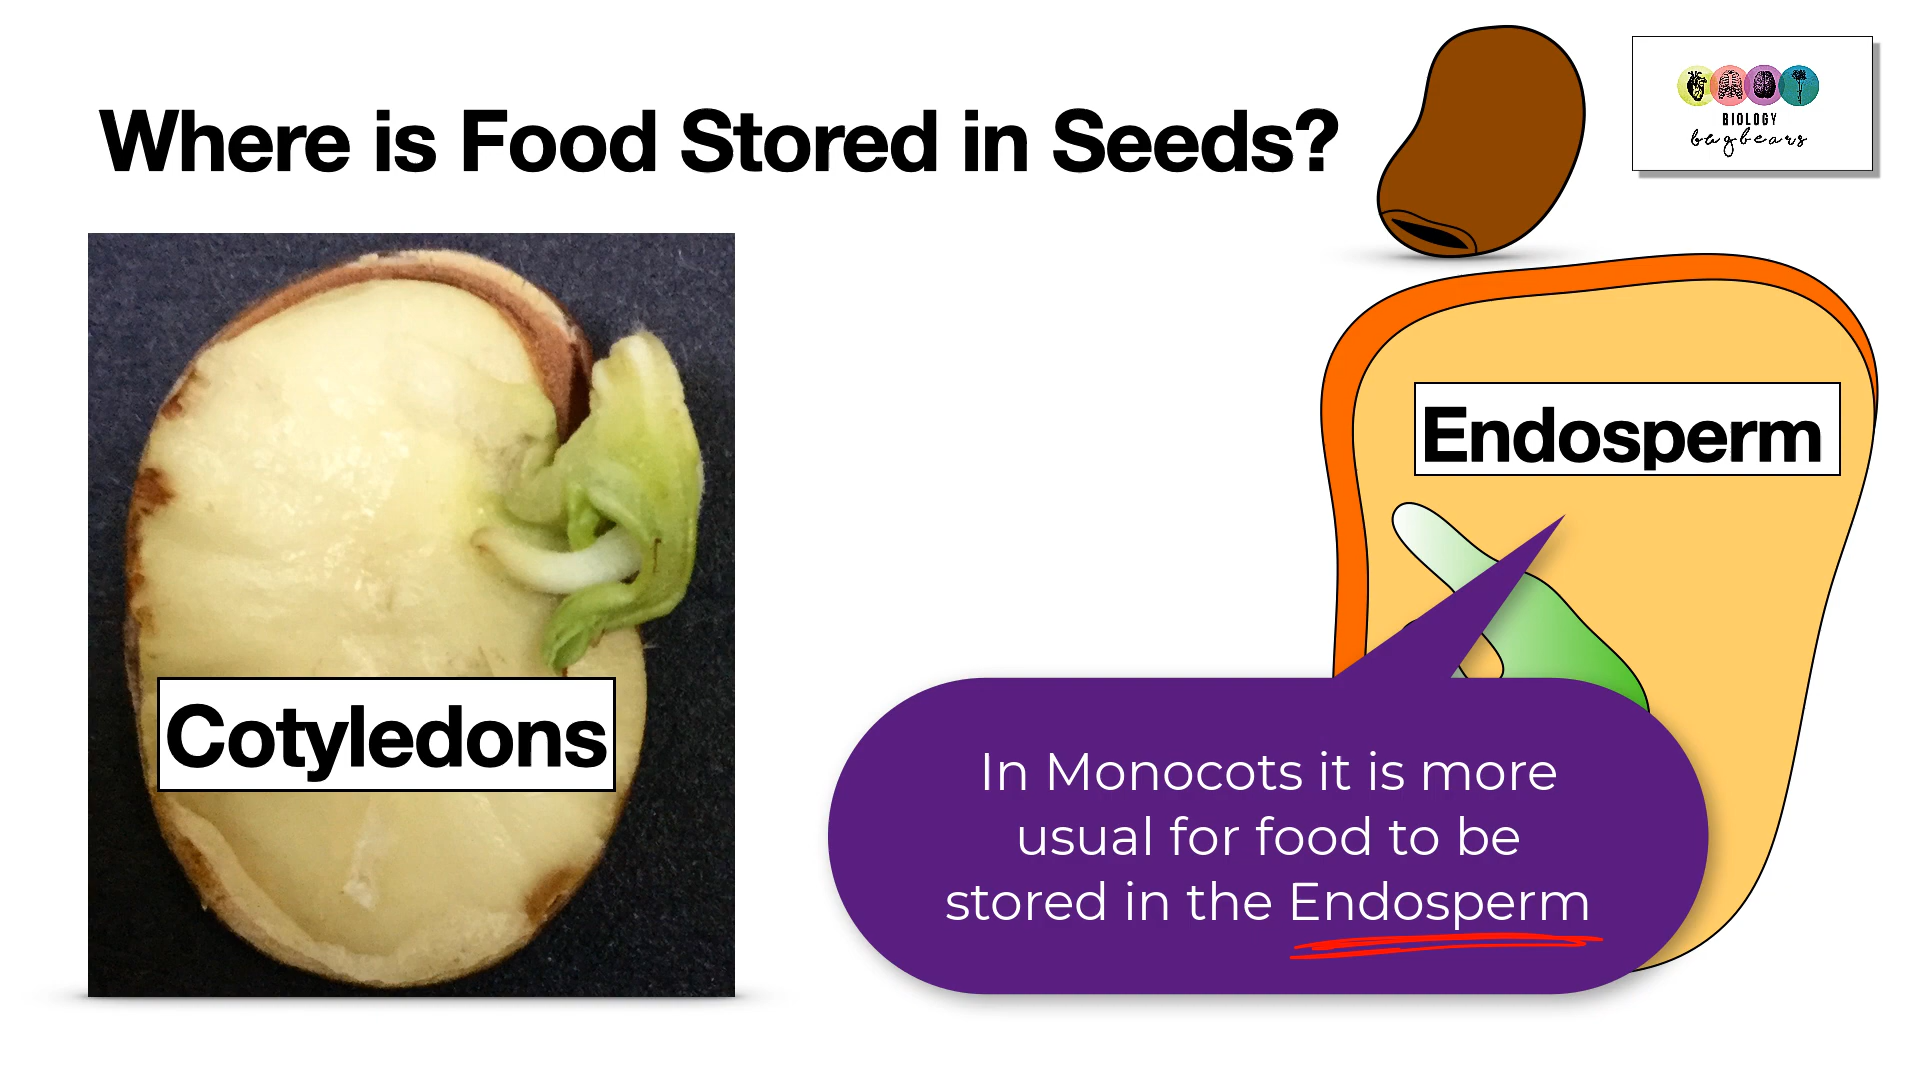 Where is Food Stored in Seeds?
BIOLOGY
bugbears
Endosperm
Cotyledons
In Monocots it is more
usual for food to be
stored in the Endosperm